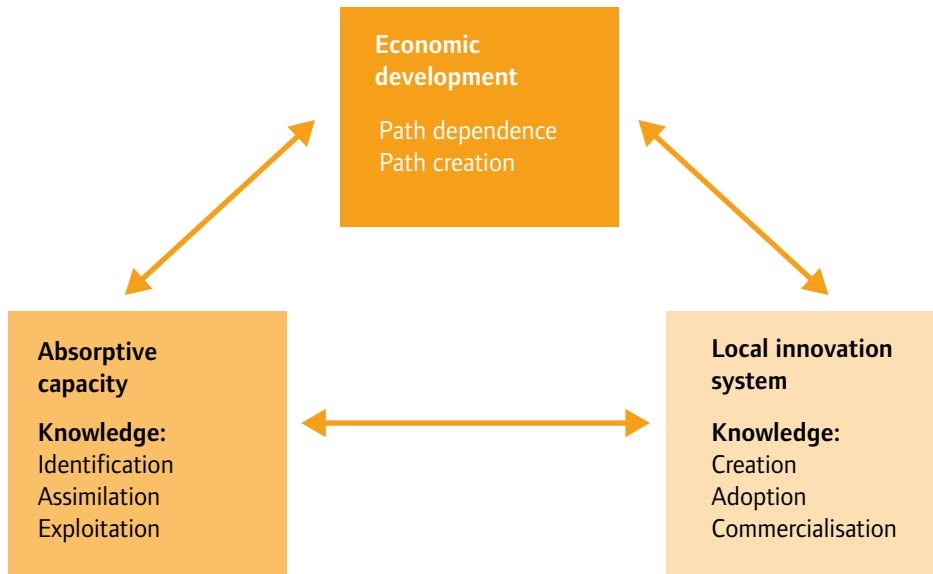 Economic
development
Path dependence
Path creation
Absorptive
capacity
Knowledge:
Identification
Assimilation
Exploitation
Local innovation
system
Knowledge:
Creation
Adoption
Commercialisation